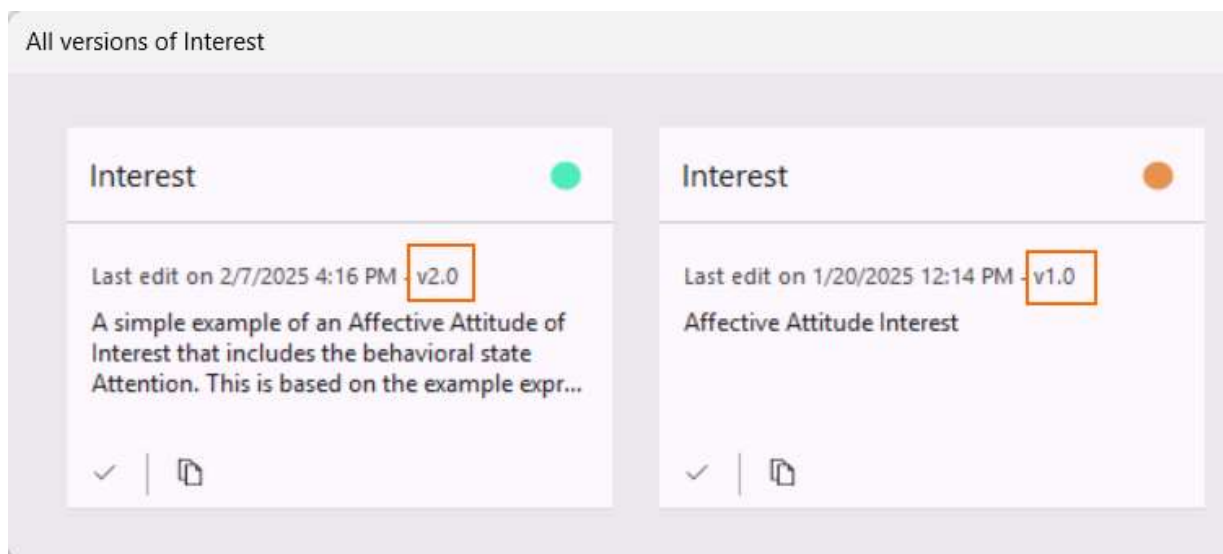 All versions of Interest
Interest
Last edit on 2/7/2025 4:16 PM - v2.0
A simple example of an Affective Attitude of
Interest that includes the behavioral state
Attention. This is based on the example expr...
Interest
Last edit on 1/20/2025 12:14 PM - v1.0
Affective Attitude Interest